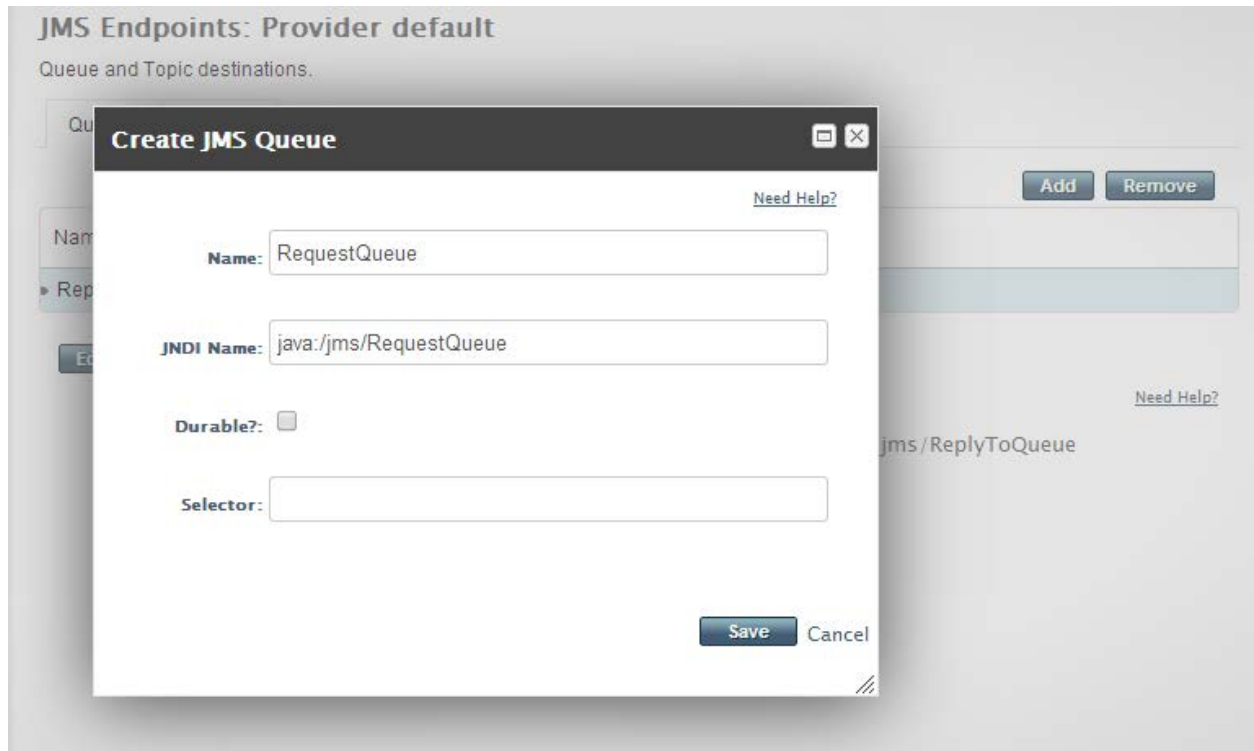 JMS Endpoints: Provider default
Queue and Topic destinations.
Create JMS Queue
Need Help?
Add Remove
Name: RequestQueue
JNDI Name: java:/jms/RequestQueue
Durable?:
Selector:
Need Help?
jms/ReplyToQueue
Save Cancel